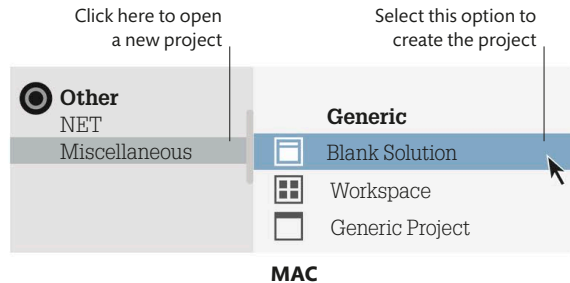 Click here to open
a new project
Select this option to
create the project
Other
NET
Miscellaneous
Generic
Blank Solution
Workspace
Generic Project
MAC